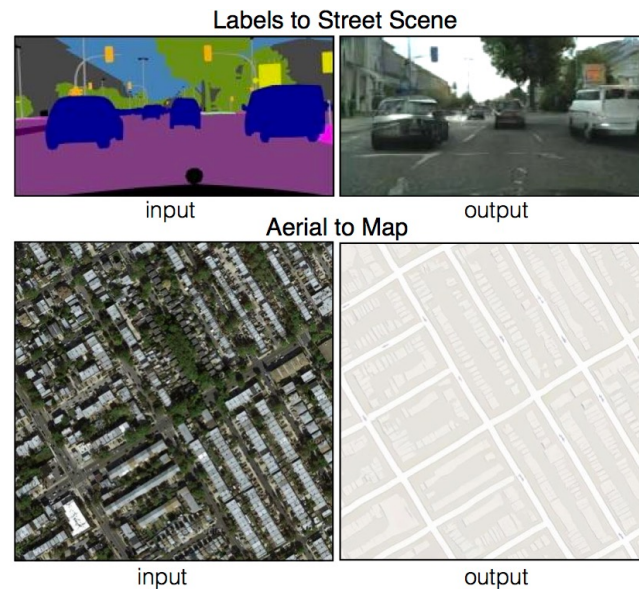 Labels to Street Scene
input
output
Aerial to Map
input
output